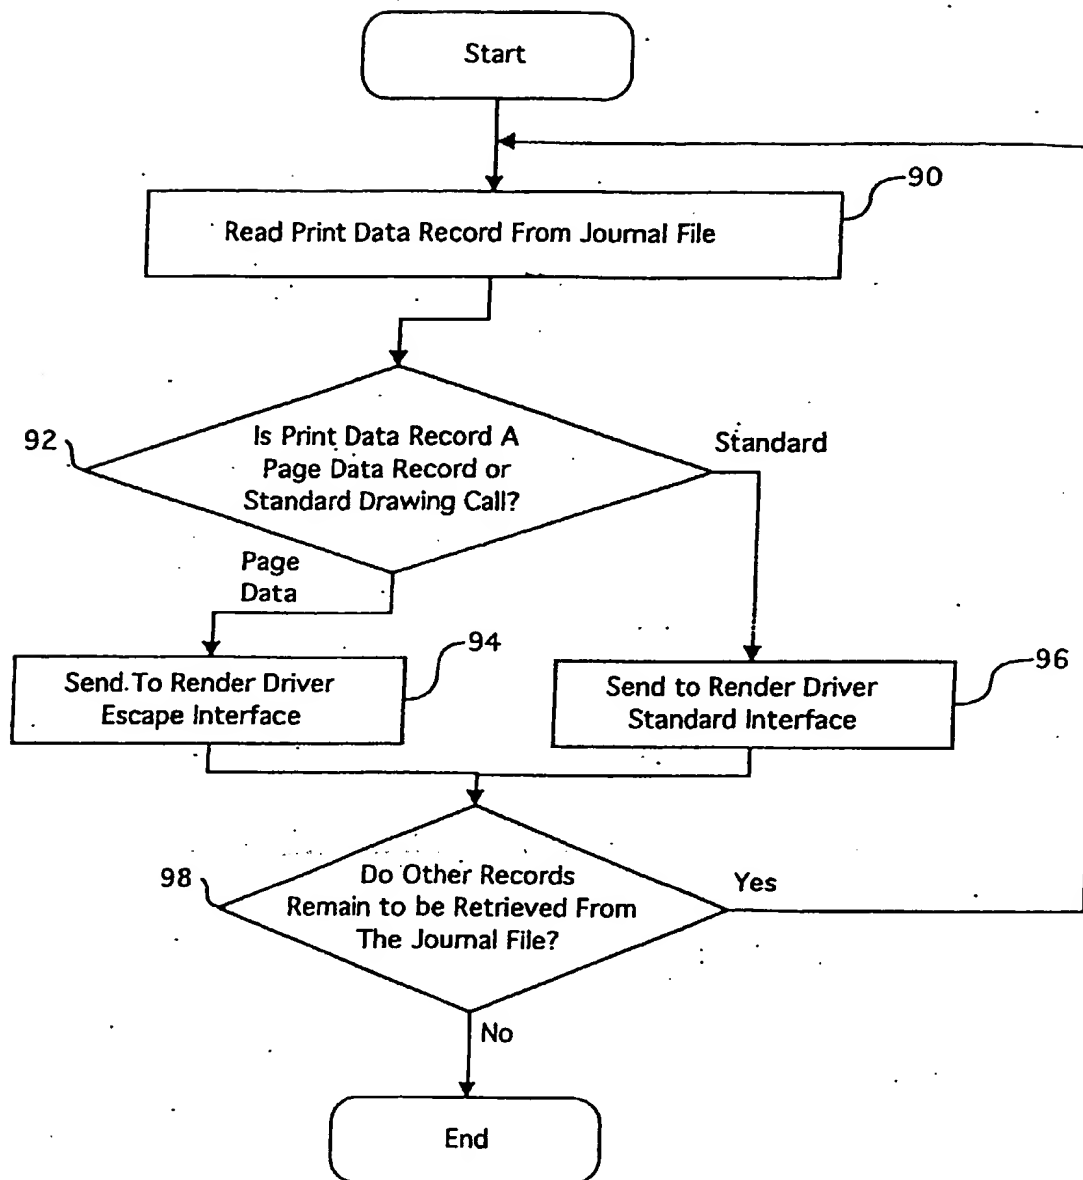 Start
90
Read Print Data Record From Journal File
92
Is Print Data Record A
Page Data Record or
Standard Drawing Call?
Standard
Page
Data
94
Send To Render Driver
Escape Interface
96
Send to Render Driver
Standard Interface
98
Do Other Records
Remain to be Retrieved From
The Journal File?
Yes
No
End